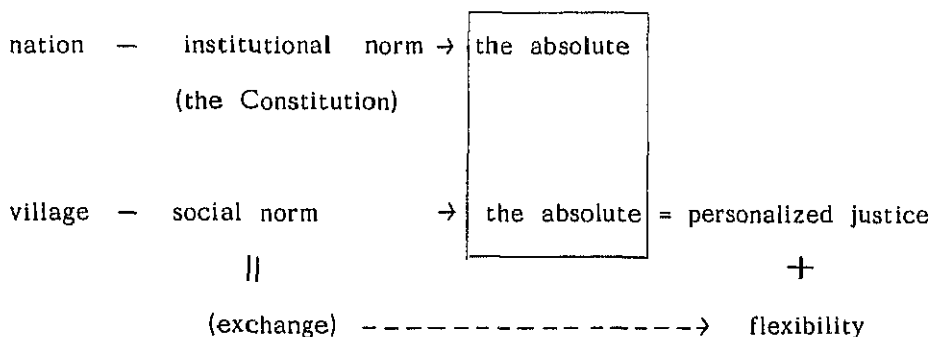 nation — institutional norm → the absolute
(the Constitution)
village — social norm → the absolute = personalized justice
|| +
(exchange) - - - - - - - - - - - - - → flexibility